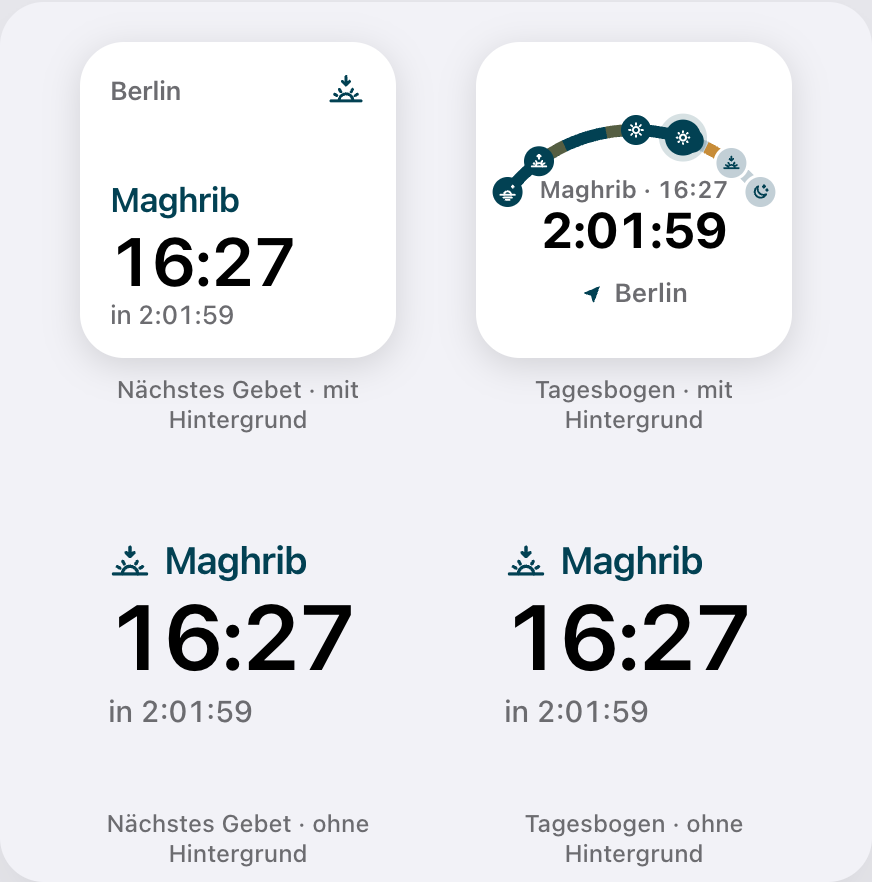 Berlin
Maghrib
16:27
in 2:01:59
Nächstes Gebet · mit
Hintergrund
Maghrib · 16:27
2:01:59
Berlin
Tagesbogen · mit
Hintergrund
Maghrib
16:27
in 2:01:59
Nächstes Gebet · ohne
Hintergrund
Maghrib
16:27
in 2:01:59
Tagesbogen · ohne
Hintergrund